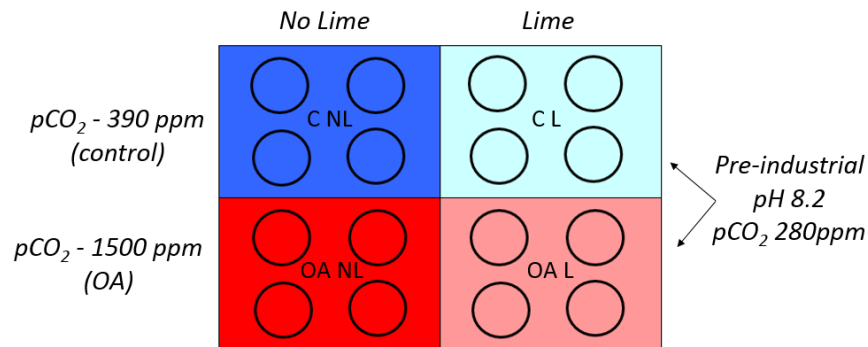 No Lime
Lime
pCO₂ - 390 ppm
(control)
C NL
C L
Pre-industrial
pH 8.2
pCO₂ 280ppm
pCO₂ - 1500 ppm
(OA)
OA NL
OA L